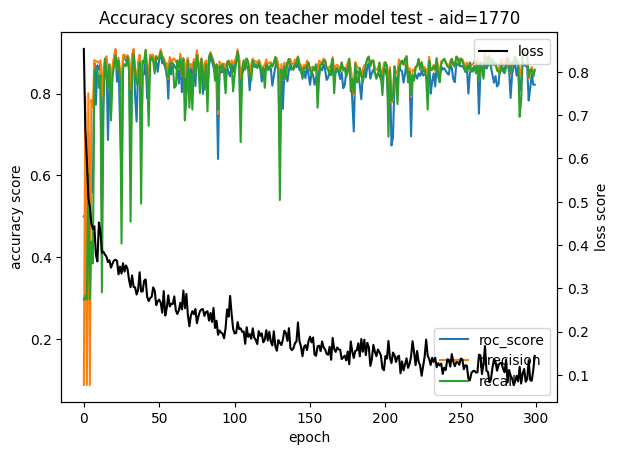 Accuracy scores on teacher model test - aid=1770
loss
accuracy score
0.8
0.6
0.4
0.2
0.8
0.7
0.6
0.5
0.4
0.3
0.2
0.1
loss score
roc_score
precision
recall
0
50
100
150
200
250
300
epoch